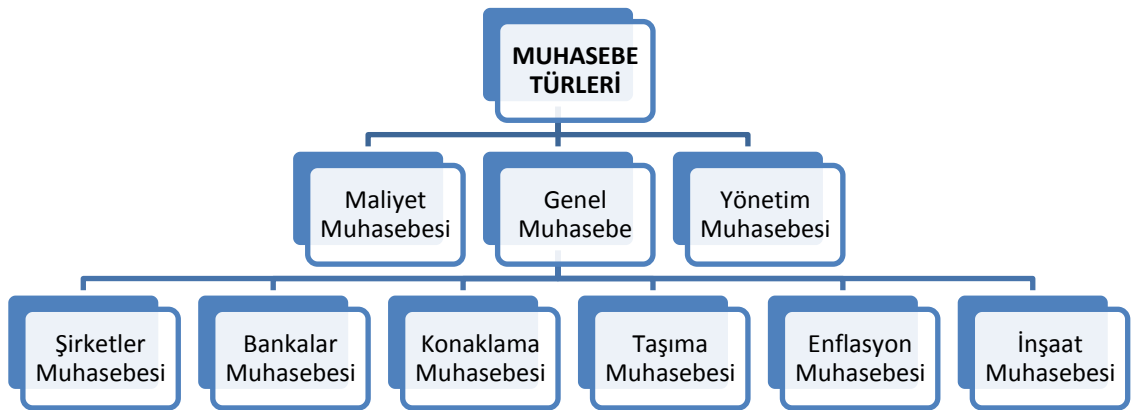 MUHASEBE
TÜRLERİ
Maliyet
Muhasebesi
Genel
Muhasebe
Yönetim
Muhasebesi
Şirketler
Muhasebesi
Bankalar
Muhasebesi
Konaklama
Muhasebesi
Taşıma
Muhasebesi
Enflasyon
Muhasebesi
İnşaat
Muhasebesi